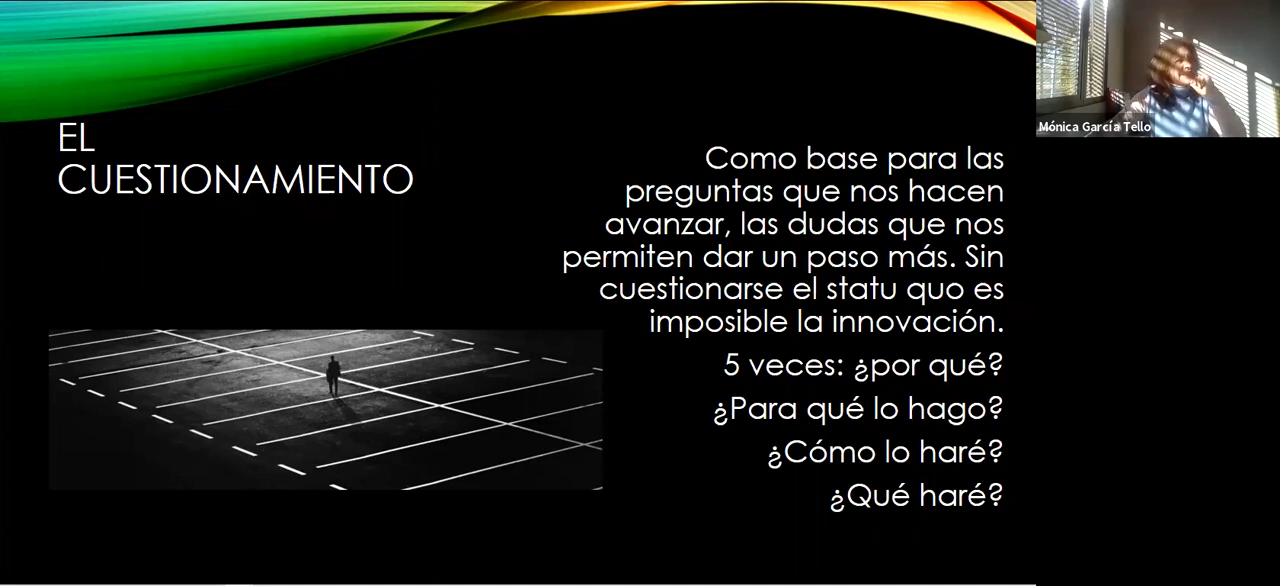 EL
CUESTIONAMIENTO
Como base para las
preguntas que nos hacen
avanzar, las dudas que nos
permiten dar un paso más. Sin
cuestionarse el statu quo es
imposible la innovación.
5 veces: ¿por qué?
¿Para qué lo hago?
¿Cómo lo haré?
¿Qué haré?
Mónica García Tello